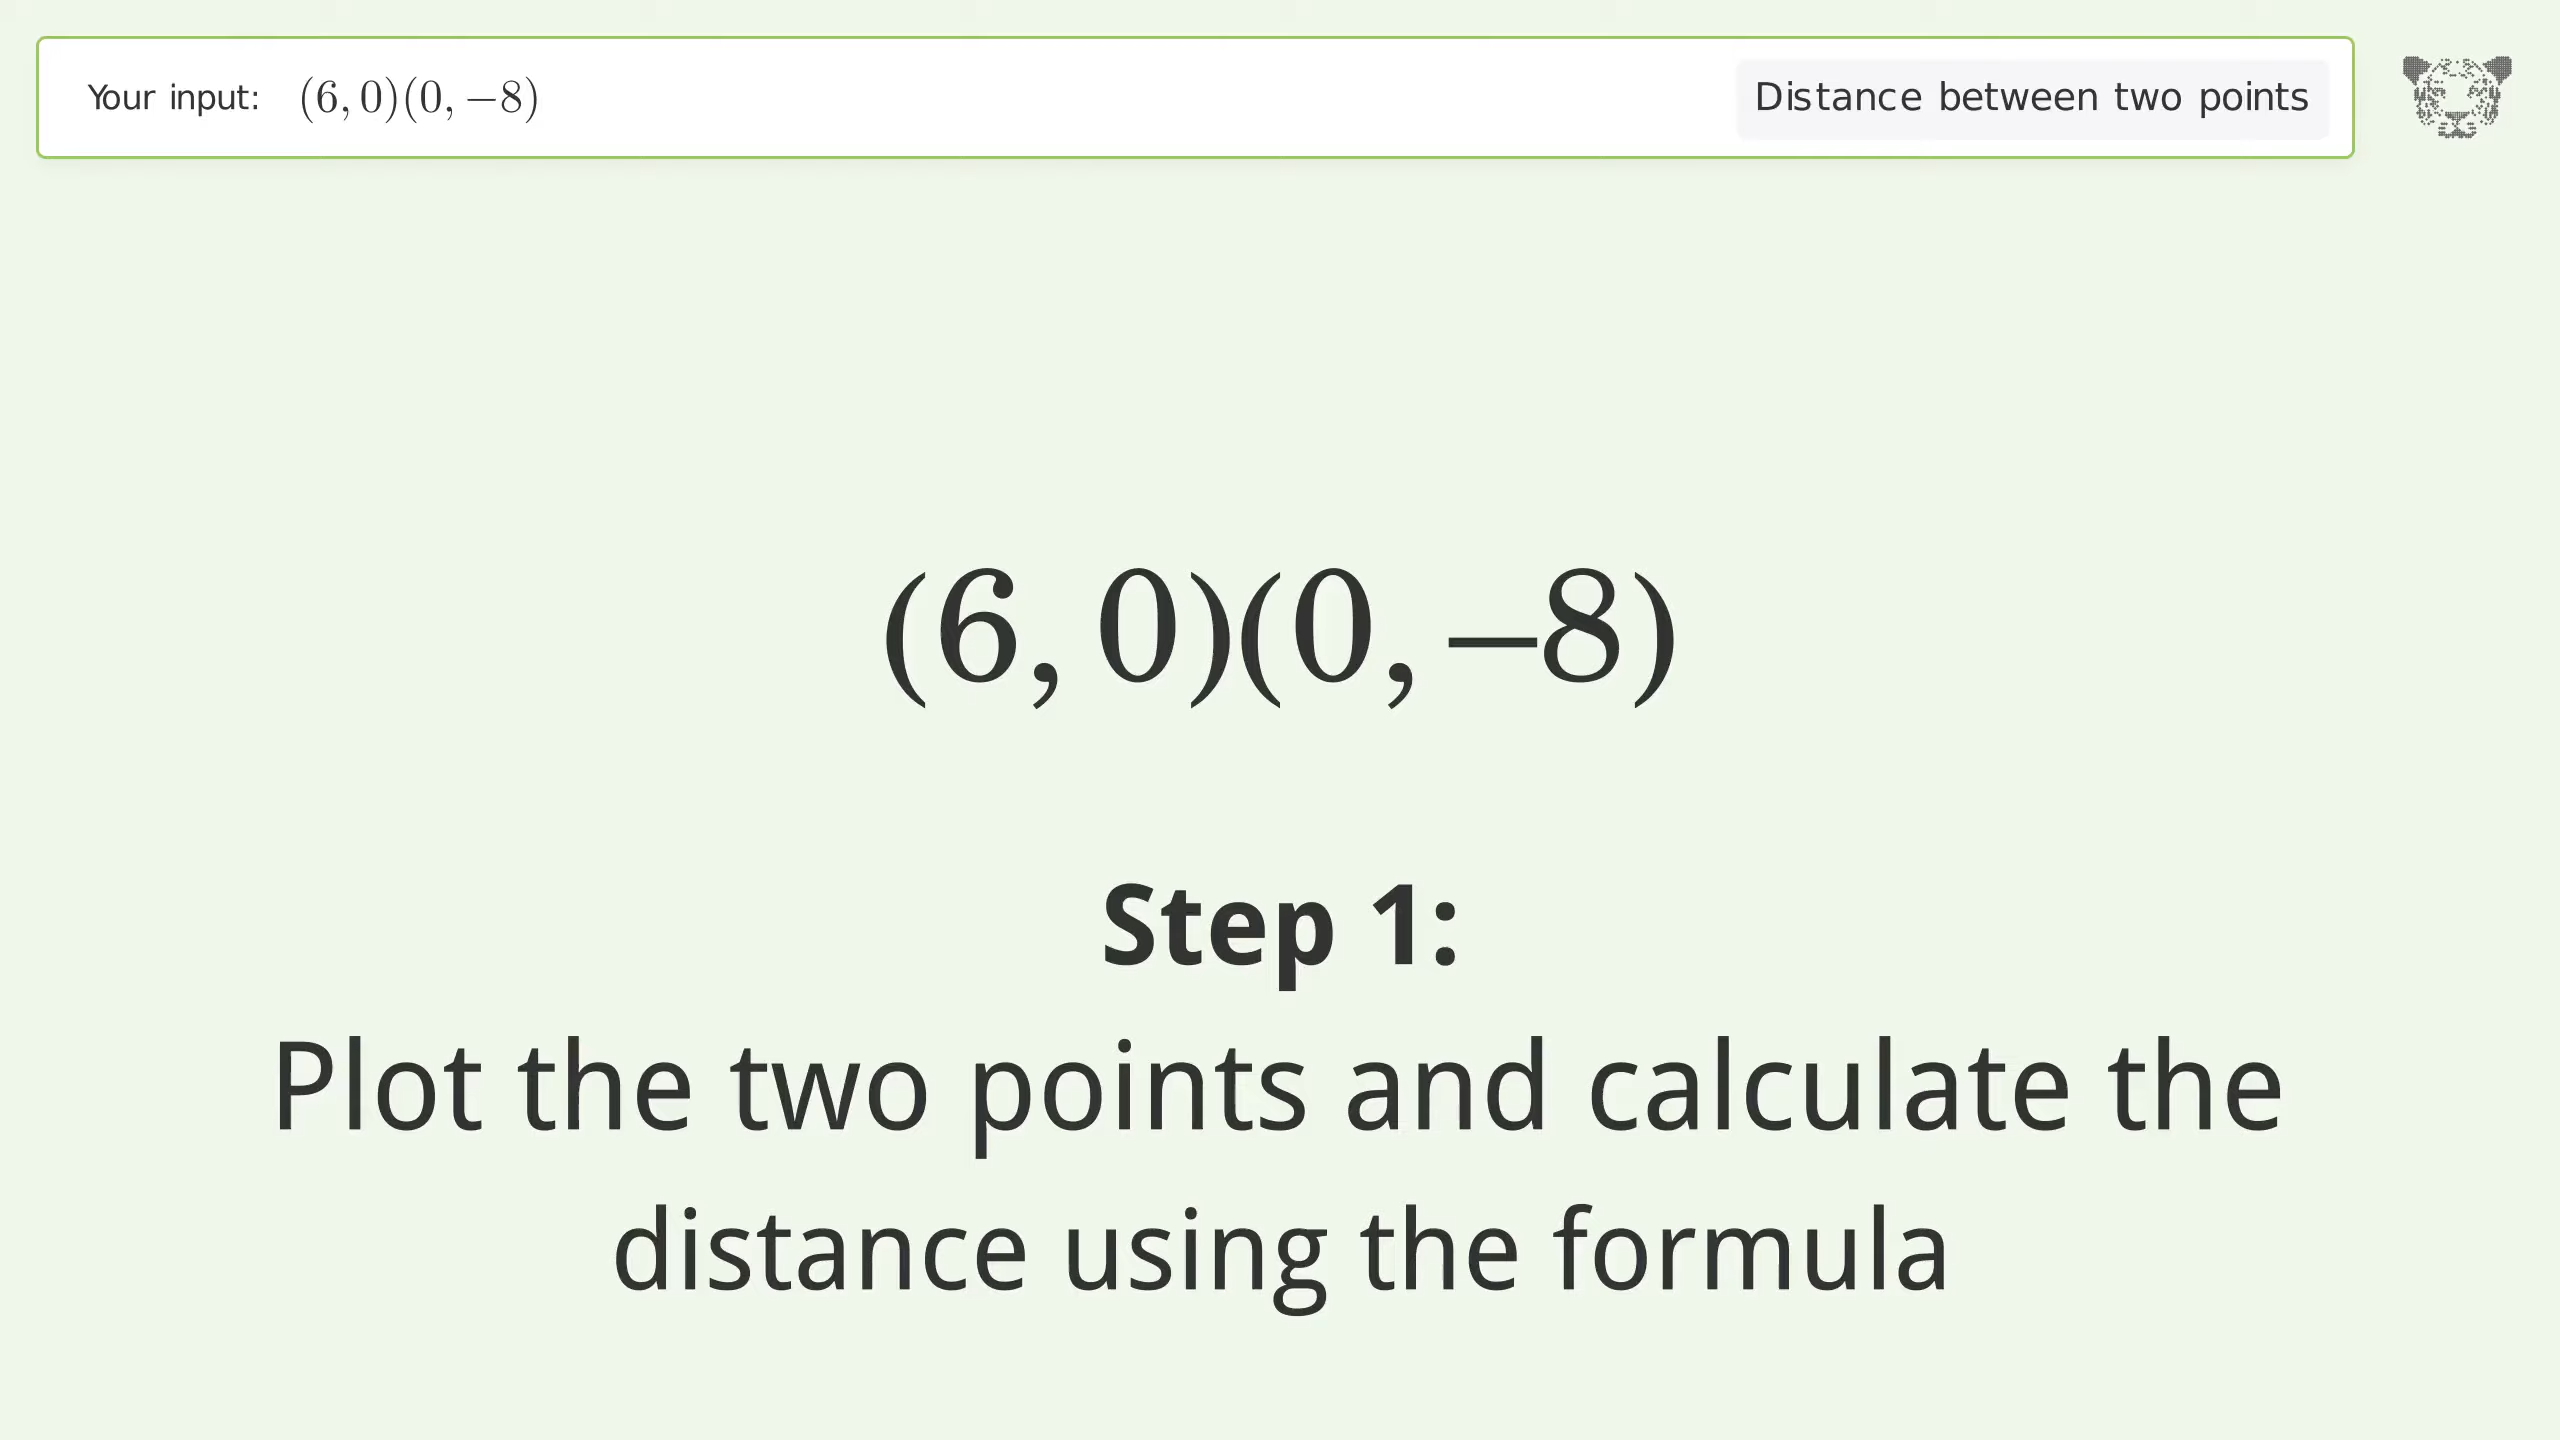 Your input: (6, 0)(0, −8) Distance between two points
(6, 0)(0, −8)
Step 1:
Plot the two points and calculate the
distance using the formula